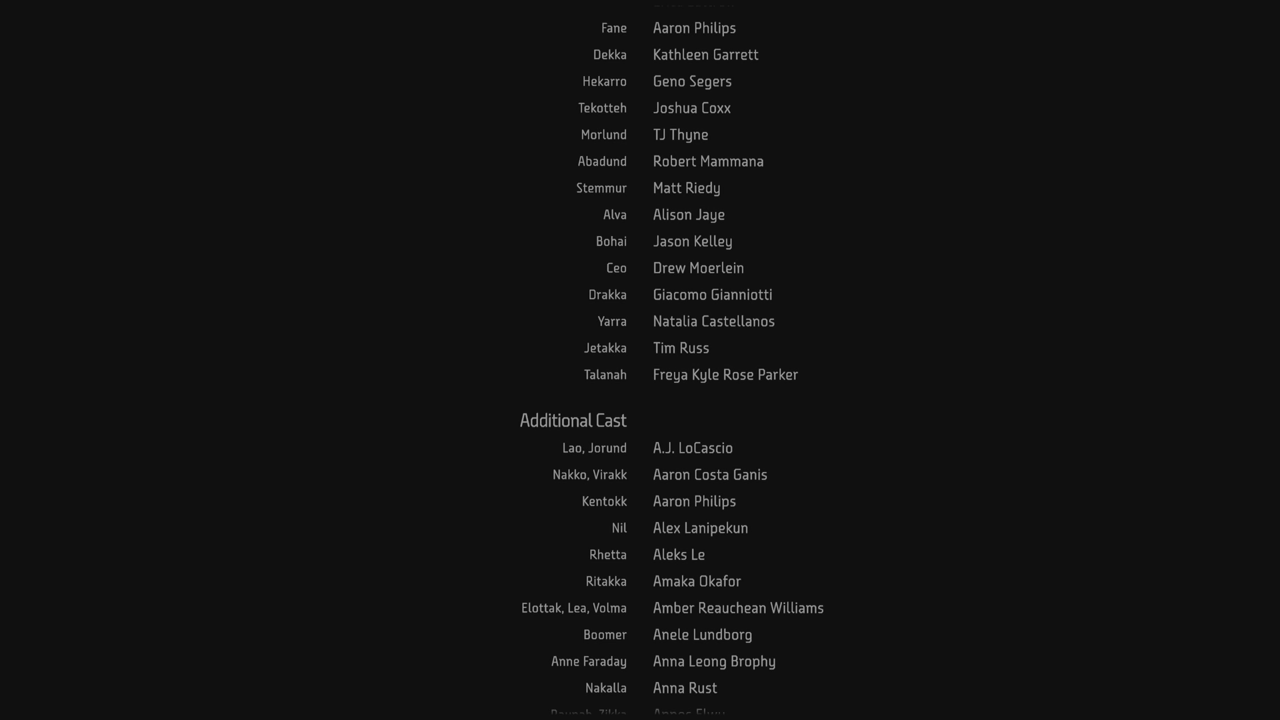 Fane Aaron Philips
Dekka Kathleen Garrett
Hekarro Geno Segers
Tekotteh Joshua Coxx
Morlund TJ Thyne
Abadund Robert Mammana
Stemmur Matt Riedy
Alva Alison Jaye
Bohai Jason Kelley
Ceo Drew Moerlein
Drakka Giacomo Gianniotti
Yarra Natalia Castellanos
Jetakka Tim Russ
Talanah Freya Kyle Rose Parker
Additional Cast
Lao, Jorund A.J. LoCascio
Nakko, Virakk Aaron Costa Ganis
Kentokk Aaron Philips
Nil Alex Lanipekun
Rhetta Aleks Le
Ritakka Amaka Okafor
Elottak, Lea, Volma Amber Reauchean Williams
Boomer Anele Lundborg
Anne Faraday Anna Leong Brophy
Nakalla Anna Rust